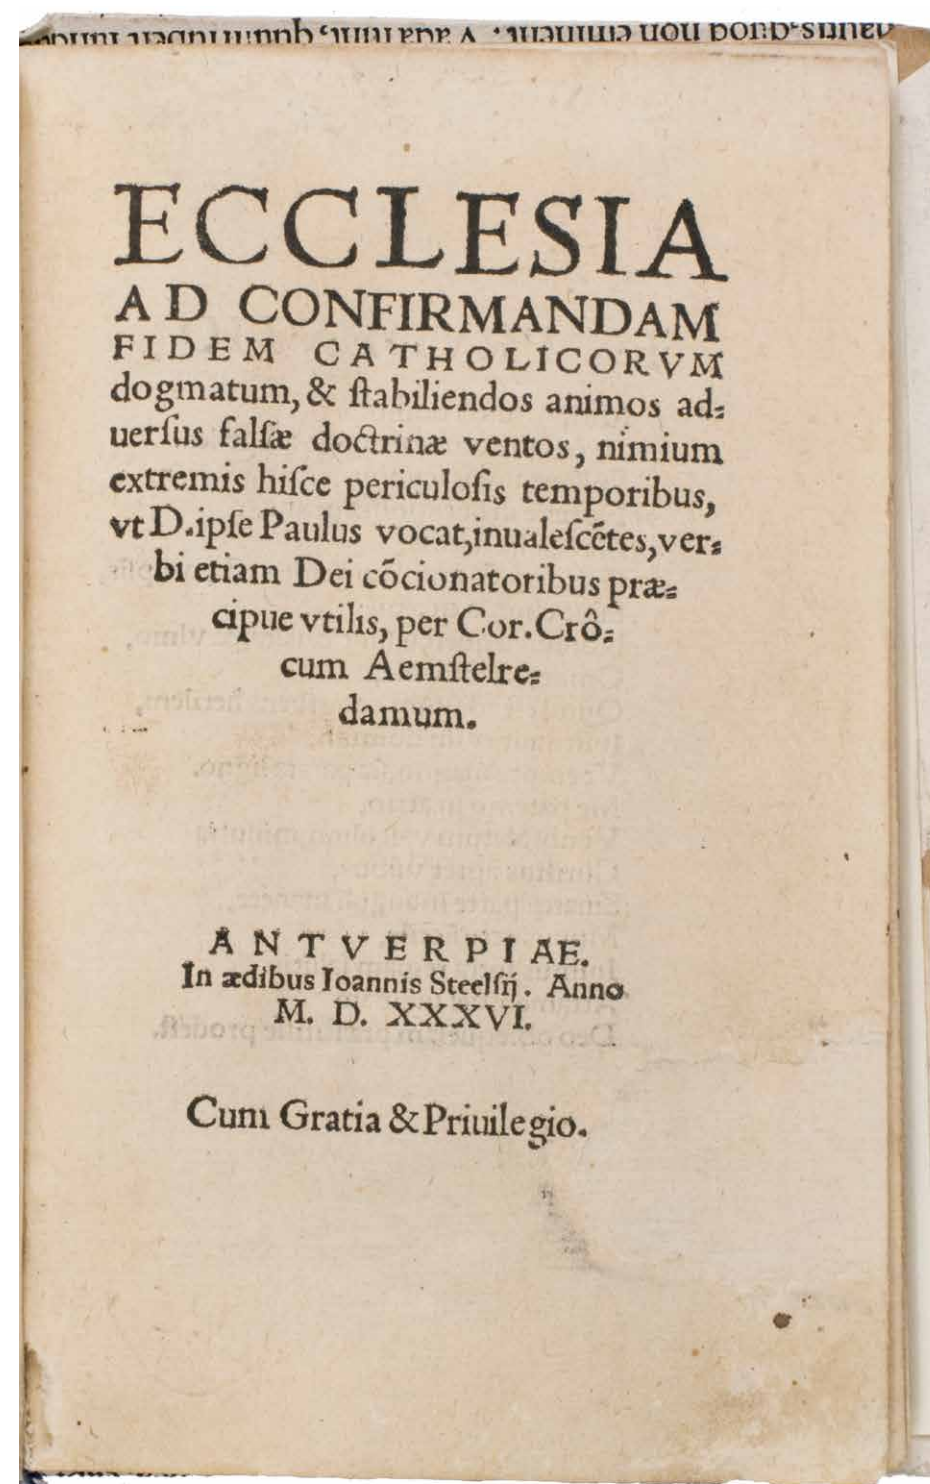 ECCLESIA
AD CONFIRMANDAM
FIDEM CATHOLICORVM
dogmatum, & ſtabiliendos animos ad⸗
uerſus falſæ doctrinæ ventos, nimium
extremis hiſce periculoſis temporibus,
vt D. ipſe Paulus vocat, inualeſcētes, ver⸗
bi etiam Dei cōcionatoribus præ⸗
cipue vtilis, per Cor. Crô⸗
cum Aemſtelre⸗
damum.
ANTVERPIAE.
In ædibus Ioannis Steelſij. Anno
M. D. XXXVI.
Cum Gratia & Priuilegio.